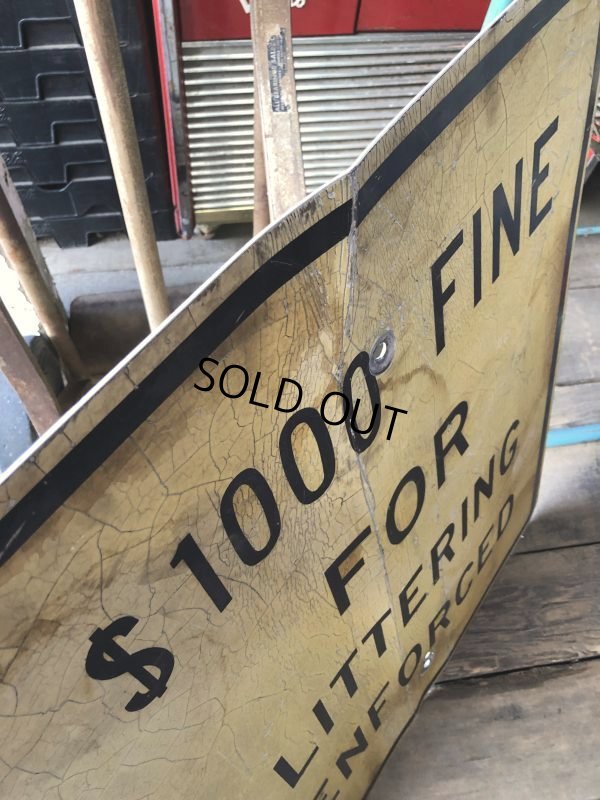 $ 1000 FINE
FOR
LITTERING
ENFORCED
SOLD OUT